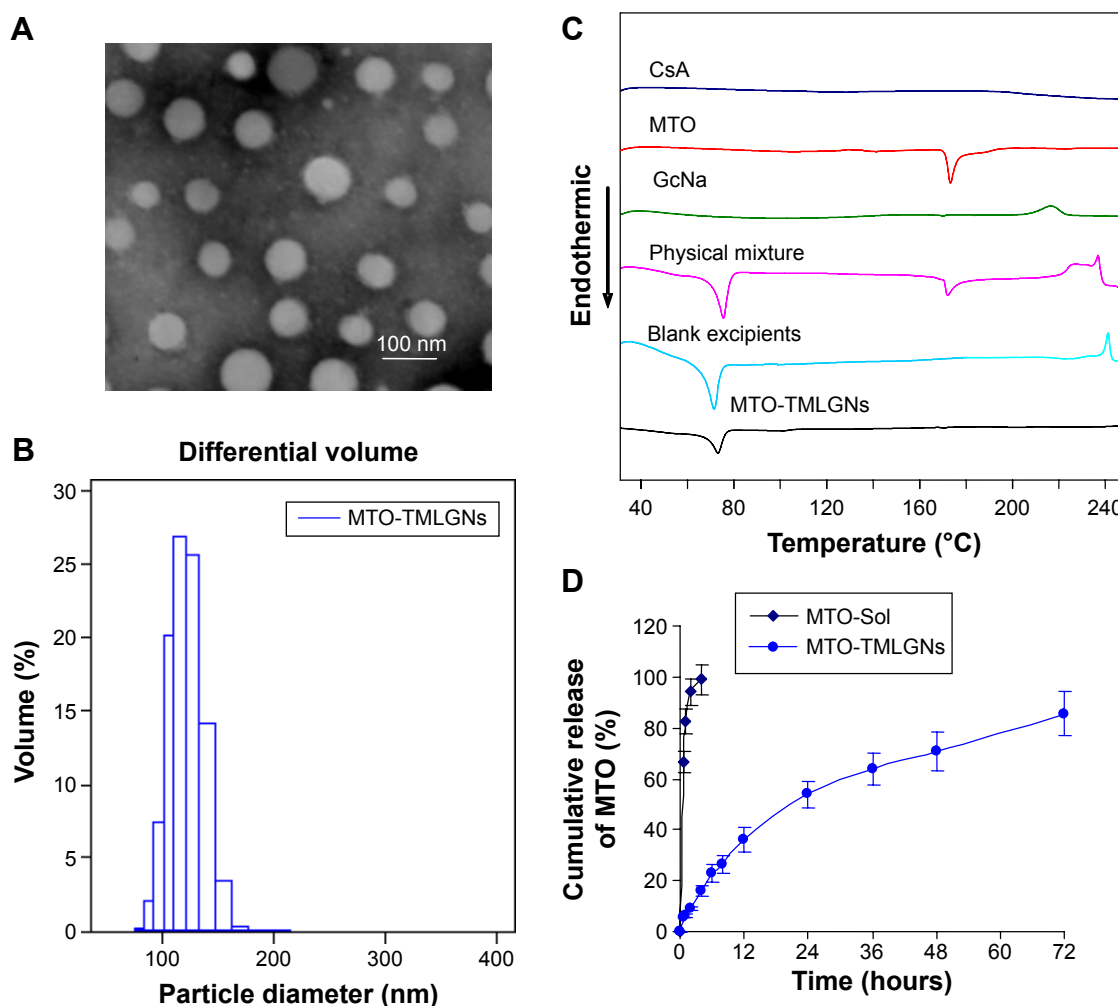 A
100 nm
B
Differential volume
MTO-TMLGNs
30
25
20
15
10
5
0
100
200
300
400
Volume (%)
Particle diameter (nm)
C
CsA
MTO
GcNa
Physical mixture
Blank excipients
MTO-TMLGNs
Endothermic
40
80
120
160
200
240
Temperature (°C)
D
MTO-Sol
MTO-TMLGNs
120
100
80
60
40
20
0
0
12
24
36
48
72
Cumulative release
of MTO (%)
Time (hours)